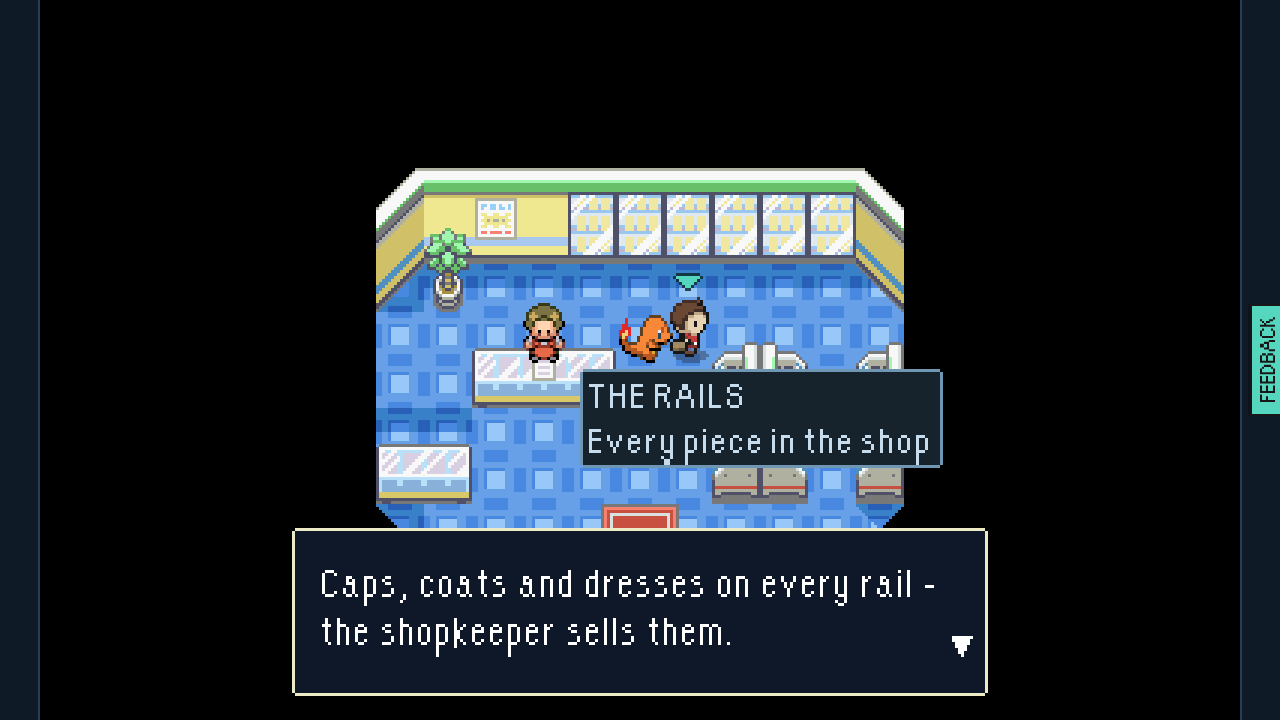 THE RAILS
Every piece in the shop
FEEDBACK
Caps, coats and dresses on every rail -
the shopkeeper sells them.